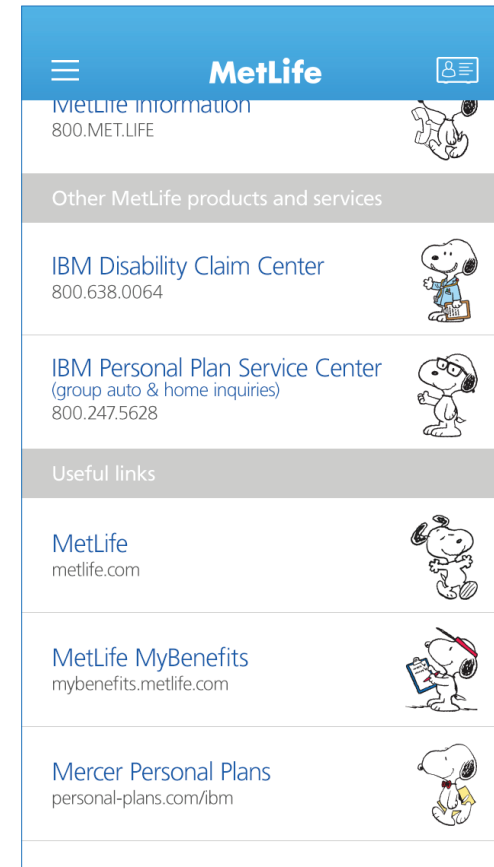 MetLife
MetLife Information
800.MET.LIFE
Other MetLife products and services
IBM Disability Claim Center
800.638.0064
IBM Personal Plan Service Center
(group auto & home inquiries)
800.247.5628
Useful links
MetLife
metlife.com
MetLife MyBenefits
mybenefits.metlife.com
Mercer Personal Plans
personal-plans.com/ibm